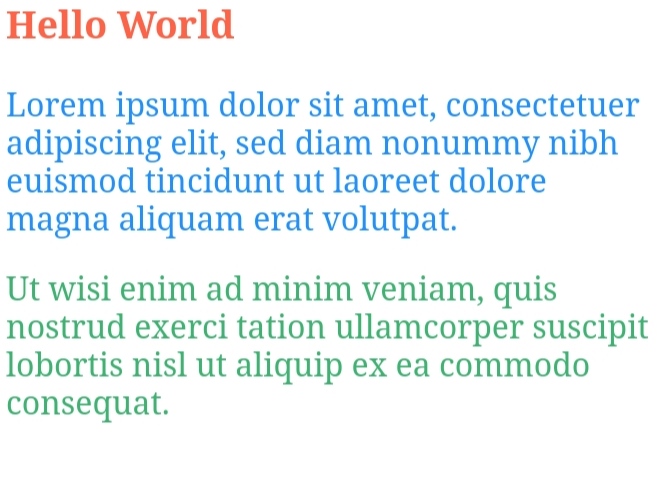 Hello World
Lorem ipsum dolor sit amet, consectetuer
adipiscing elit, sed diam nonummy nibh
euismod tincidunt ut laoreet dolore
magna aliquam erat volutpat.
Ut wisi enim ad minim veniam, quis
nostrud exerci tation ullamcorper suscipit
lobortis nisl ut aliquip ex ea commodo
consequat.